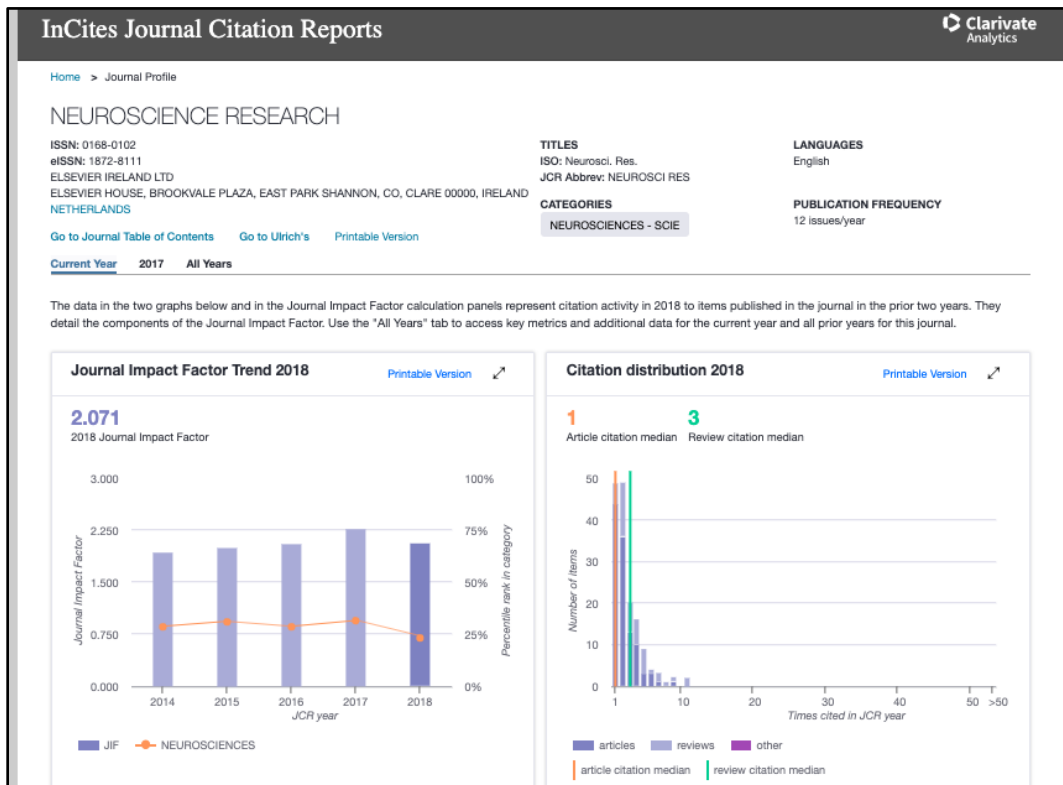 InCites Journal Citation Reports
Clarivate
Analytics
Home > Journal Profile
NEUROSCIENCE RESEARCH
ISSN: 0168-0102
eISSN: 1872-8111
ELSEVIER IRELAND LTD
ELSEVIER HOUSE, BROOKVALE PLAZA, EAST PARK SHANNON, CO, CLARE 00000, IRELAND
NETHERLANDS
TITLES
ISO: Neurosci. Res.
JCR Abbrev: NEUROSCI RES
CATEGORIES
NEUROSCIENCES - SCIE
LANGUAGES
English
PUBLICATION FREQUENCY
12 issues/year
Go to Journal Table of Contents Go to Ulrich's Printable Version
Current Year 2017 All Years
The data in the two graphs below and in the Journal Impact Factor calculation panels represent citation activity in 2018 to items published in the journal in the prior two years. They
detail the components of the Journal Impact Factor. Use the "All Years" tab to access key metrics and additional data for the current year and all prior years for this journal.
Journal Impact Factor Trend 2018 Printable Version
2.071
2018 Journal Impact Factor
3.000 100%
2.250 75%
1.500 50%
0.750 25%
0.000 0%
Journal Impact Factor
Percentile rank in category
2014 2015 2016 2017 2018
JCR year
JIF NEUROSCIENCES
Citation distribution 2018 Printable Version
1 3
Article citation median Review citation median
50
40
30
20
10
0
Number of items
1 10 20 30 40 50 >50
Times cited in JCR year
articles reviews other
article citation median review citation median